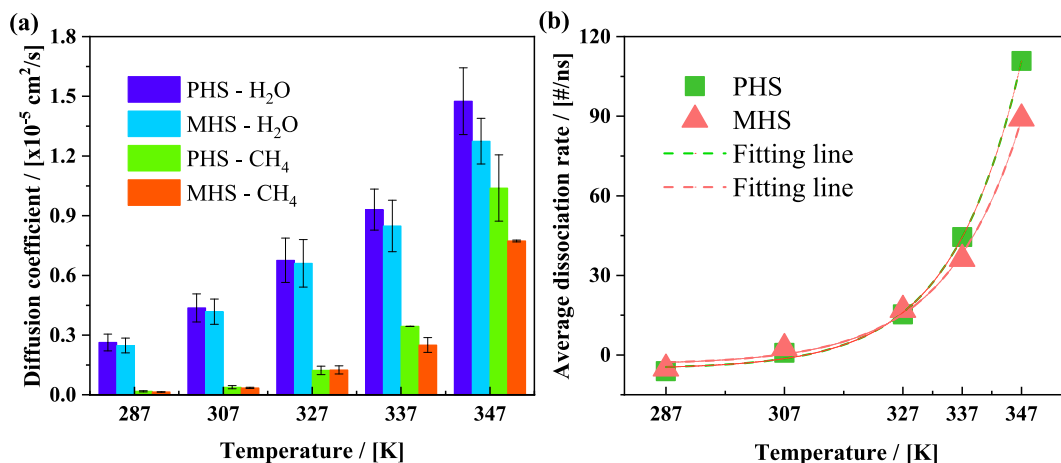 (a)
Diffusion coefficient / [x10⁻⁵ cm²/s]
1.8
1.5
1.2
0.9
0.6
0.3
0.0
PHS - H₂O
MHS - H₂O
PHS - CH₄
MHS - CH₄
287 307 327 337 347
Temperature / [K]
(b)
Average dissociation rate / [#/ns]
120
90
60
30
0
PHS
MHS
Fitting line
Fitting line
287 307 327 337 347
Temperature / [K]